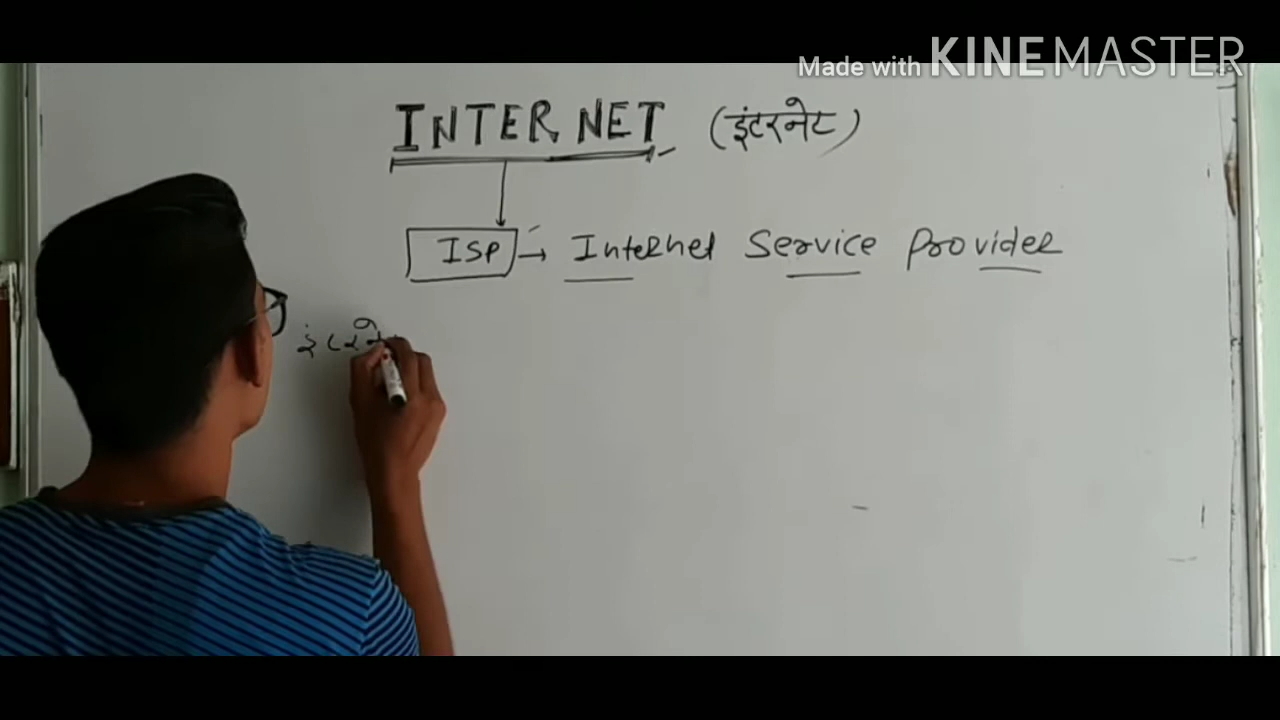 Made with KINEMASTER
INTERNET (इंटरनेट)
ISP → Internet Service Provider